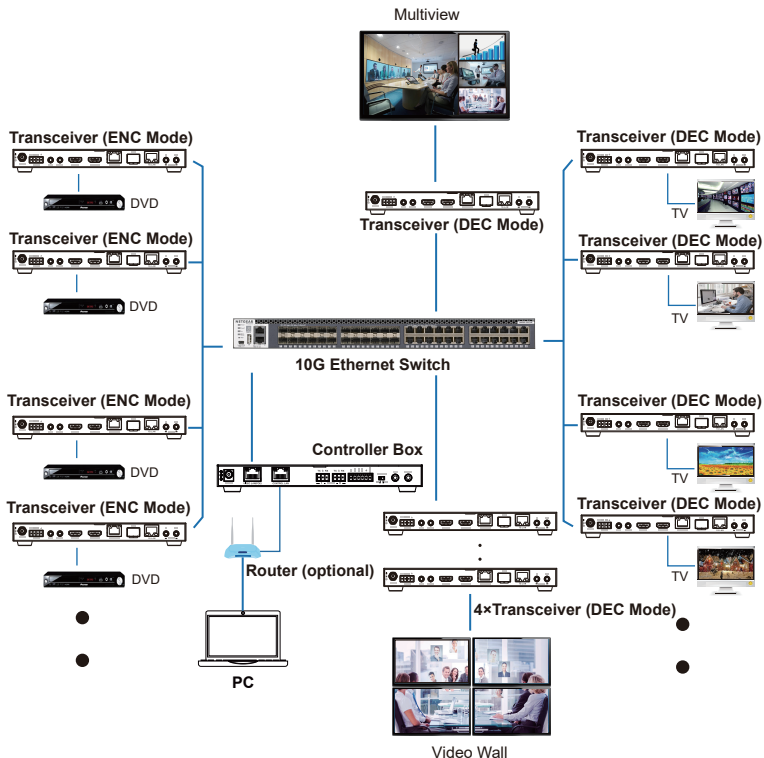 Multiview
Transceiver (ENC Mode)
DVD
Transceiver (ENC Mode)
DVD
Transceiver (DEC Mode)
Transceiver (DEC Mode)
TV
Transceiver (DEC Mode)
TV
NETGEAR
10G Ethernet Switch
Transceiver (ENC Mode)
DVD
Transceiver (ENC Mode)
DVD
Controller Box
Router (optional)
PC
Transceiver (DEC Mode)
TV
Transceiver (DEC Mode)
TV
4×Transceiver (DEC Mode)
Video Wall